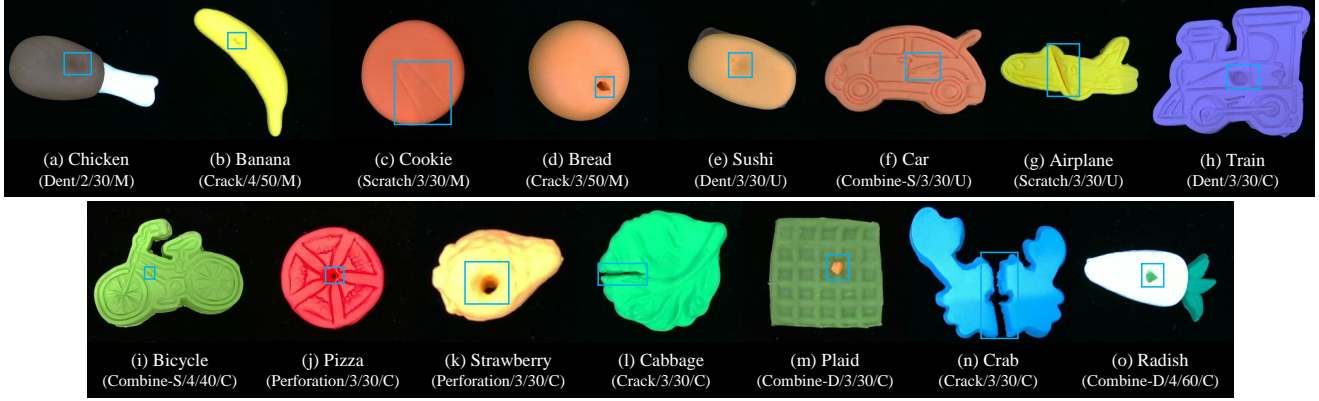 (a) Chicken
(Dent/2/30/M)
(b) Banana
(Crack/4/50/M)
(c) Cookie
(Scratch/3/30/M)
(d) Bread
(Crack/3/50/M)
(e) Sushi
(Dent/3/30/U)
(f) Car
(Combine-S/3/30/U)
(g) Airplane
(Scratch/3/30/U)
(h) Train
(Dent/3/30/C)
(i) Bicycle
(Combine-S/4/40/C)
(j) Pizza
(Perforation/3/30/C)
(k) Strawberry
(Perforation/3/30/C)
(l) Cabbage
(Crack/3/30/C)
(m) Plaid
(Combine-D/3/30/C)
(n) Crab
(Crack/3/30/C)
(o) Radish
(Combine-D/4/60/C)